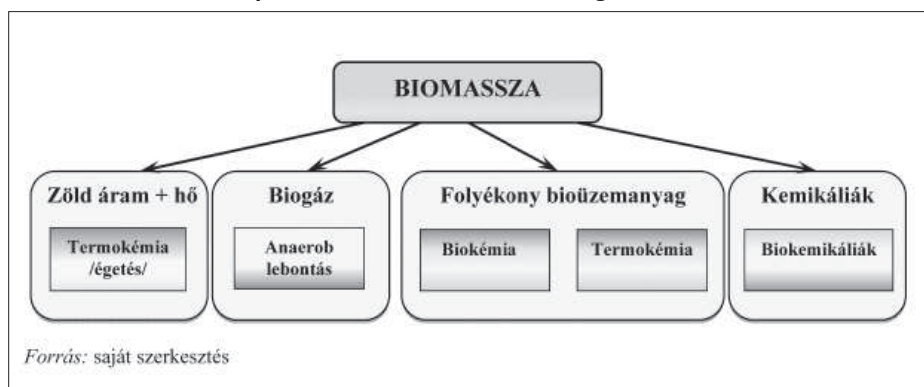 BIOMASSZA
Zöld áram + hő
Termokémia
/égetés/
Biogáz
Anaerob
lebontás
Folyékony bioüzemanyag
Biokémia
Termokémia
Kemikáliák
Biokemikáliák
Forrás: saját szerkesztés